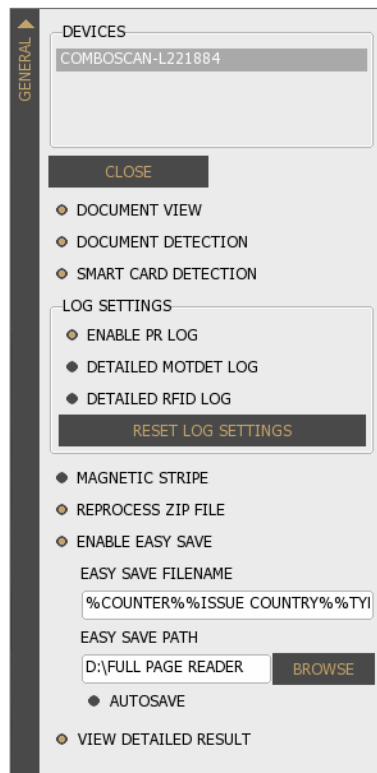 GENERAL
DEVICES
COMBOSCAN-L221884
CLOSE
DOCUMENT VIEW
DOCUMENT DETECTION
SMART CARD DETECTION
LOG SETTINGS
ENABLE PR LOG
DETAILED MOTDET LOG
DETAILED RFID LOG
RESET LOG SETTINGS
MAGNETIC STRIPE
REPROCESS ZIP FILE
ENABLE EASY SAVE
EASY SAVE FILENAME
%COUNTER%%ISSUE COUNTRY%%TY
EASY SAVE PATH
D:\FULL PAGE READER
BROWSE
AUTOSAVE
VIEW DETAILED RESULT